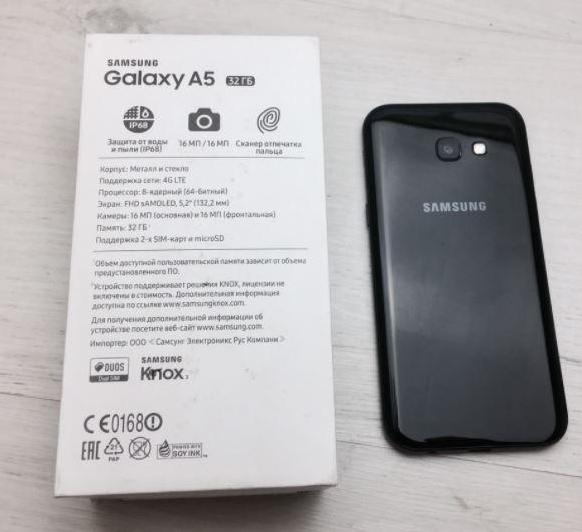 SAMSUNG
Galaxy A5 32 ГБ
IP68
Защита от воды
и пыли (IP68)
16 МП/16 МП
Сканер отпечатка
пальца
Корпус: Металл и стекло
Поддержка сети: 4G LTE
Процессор: 8-ядерный (64-битный)
Экран: FHD sAMOLED, 5,2" (132,2 мм)
Камеры: 16 МП (основная) и 16 МП (фронтальная)
Память: 32 ГБ
Поддержка 2-х SIM-карт и microSD
Объем доступной пользовательской памяти зависит от объема
предустановленного ПО.
Устройство поддерживает решения KNOX, лицензии не
включены в стоимость. Дополнительная информация
доступна по ссылке www.samsungknox.com.
Для получения дополнительной информации об
устройстве посетите веб-сайт www.samsung.com.
Импортер: ООО <Самсунг Электроникс Рус Компани>
DUOS
Dual SIM
SAMSUNG
Knox
CE0168
EAC
21
PAP
PRINTED WITH
SOY INK
SAMSUNG